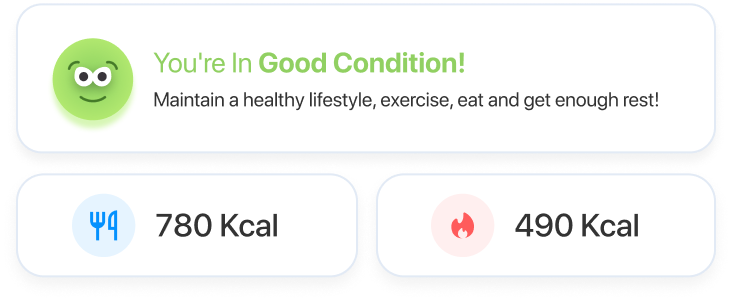 You're In Good Condition!
Maintain a healthy lifestyle, exercise, eat and get enough rest!
780 Kcal
490 Kcal